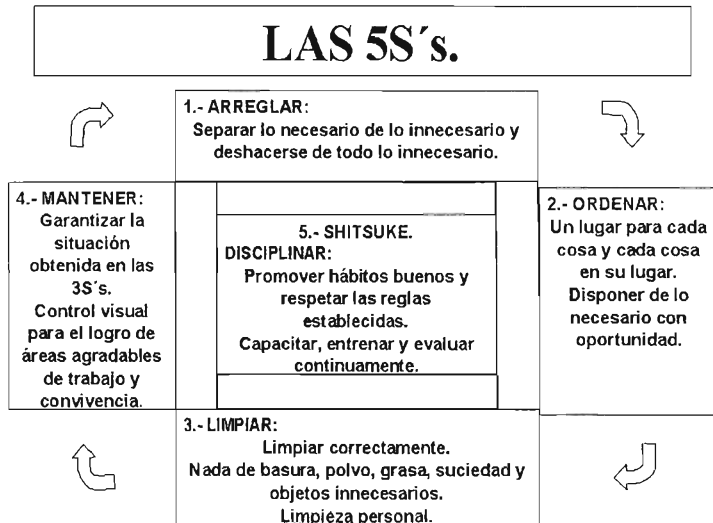 LAS 5S´s.
1.- ARREGLAR:
Separar lo necesario de lo innecesario y
deshacerse de todo lo innecesario.
2.- ORDENAR:
Un lugar para cada
cosa y cada cosa
en su lugar.
Disponer de lo
necesario con
oportunidad.
3.- LIMPIAR:
Limpiar correctamente.
Nada de basura, polvo, grasa, suciedad y
objetos innecesarios.
Limpieza personal.
4.- MANTENER:
Garantizar la
situación
obtenida en las
3S´s.
Control visual
para el logro de
áreas agradables
de trabajo y
convivencia.
5.- SHITSUKE.
DISCIPLINAR:
Promover hábitos buenos y
respetar las reglas
establecidas.
Capacitar, entrenar y evaluar
continuamente.